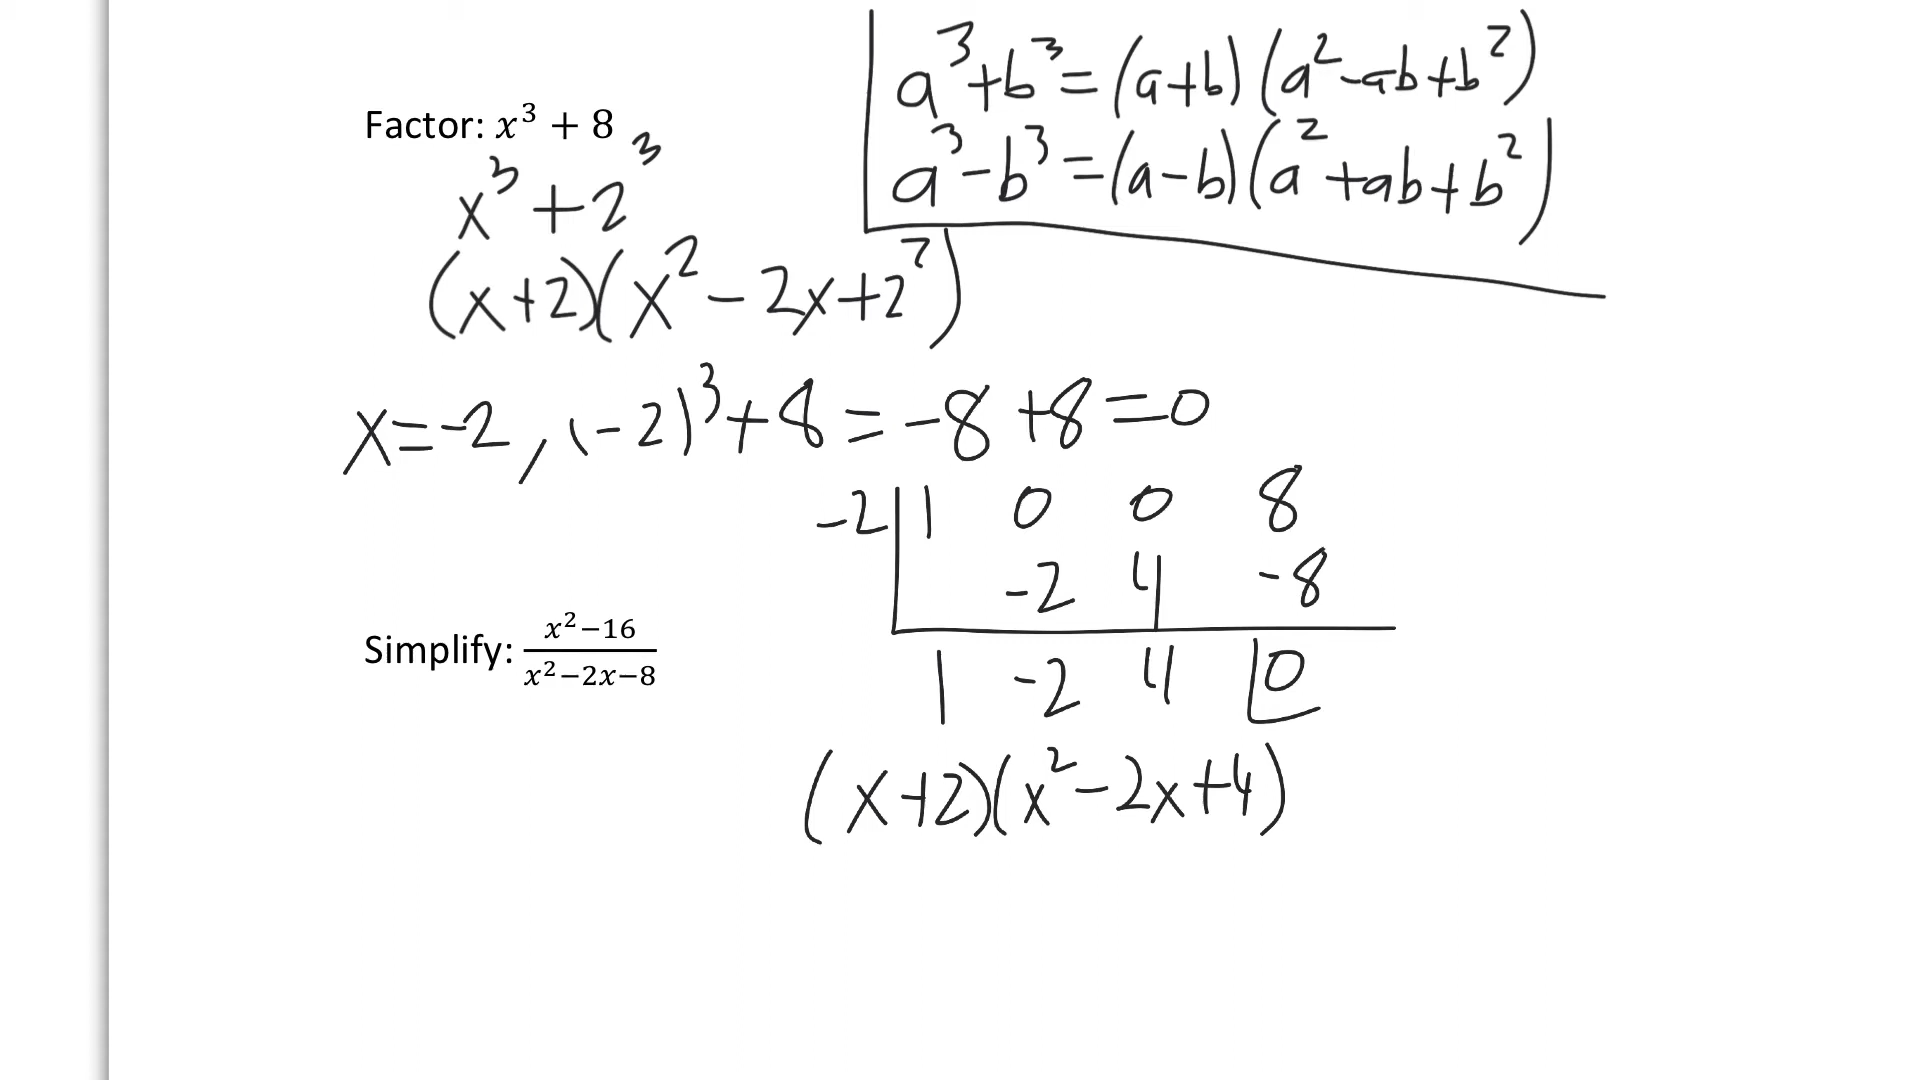 a³+b³=(a+b)(a²-ab+b²)
Factor: x³ + 8
a³-b³=(a-b)(a²+ab+b²)
x³+2³
(x+2)(x²-2x+2²)
x=-2, (-2)³+8=-8+8=0
-2 1 0 0 8
-2 4 -8
Simplify: x²−16 / x²−2x−8
1 -2 4 0
(x+2)(x²-2x+4)